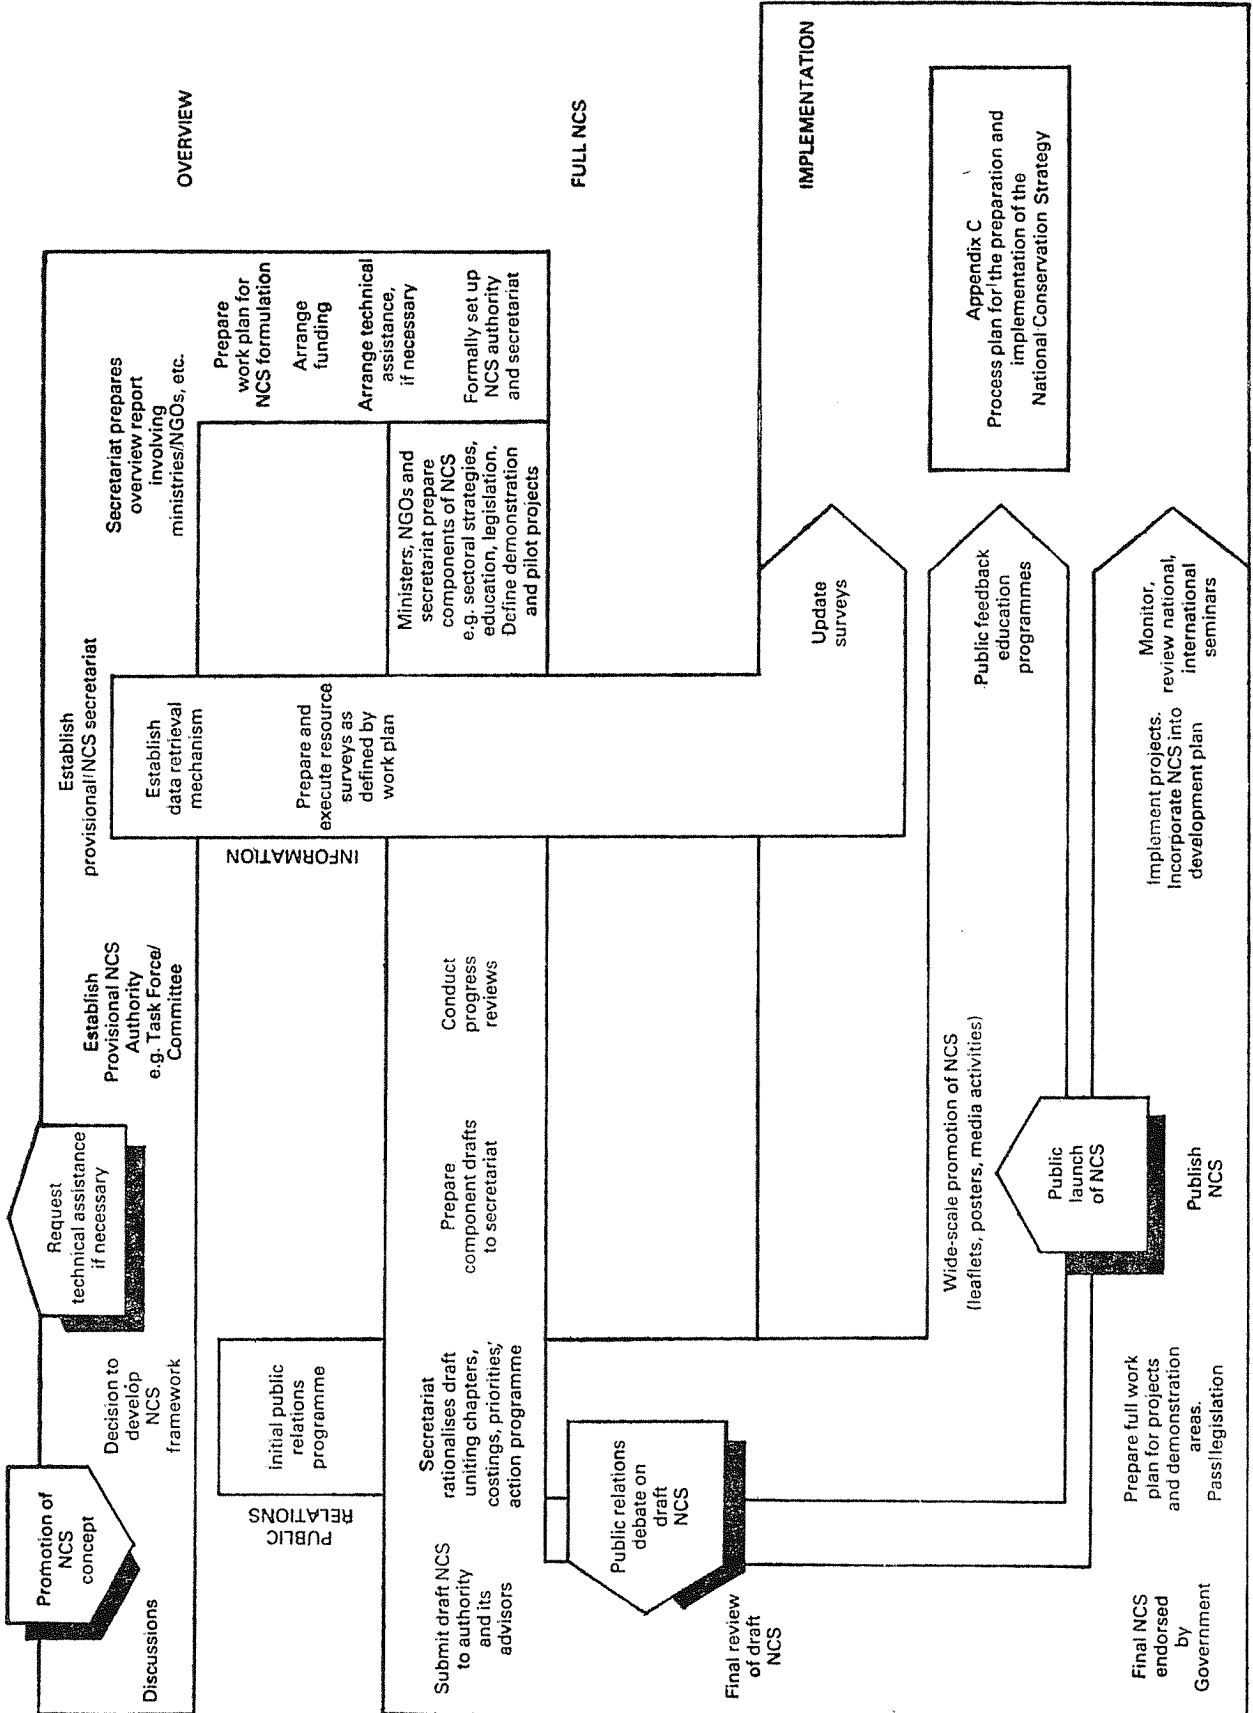 Promotion of
NCS
concept
Discussions
Decision to
develop
NCS
framework
Request
technical assistance
if necessary
Establish
Provisional NCS
Authority
e.g. Task Force/
Committee
Establish
provisional NCS secretariat
Secretariat prepares
overview report
involving
ministries/NGOs, etc.
OVERVIEW
PUBLIC
RELATIONS
Initial public
relations
programme
INFORMATION
Establish
data retrieval
mechanism
Prepare and
execute resource
surveys as
defined by
work plan
Prepare
work plan for
NCS formulation
Arrange
funding
Arrange technical
assistance,
if necessary
Formally set up
NCS authority
and secretariat
Ministers, NGOs and
secretariat prepare
components of NCS
e.g. sectoral strategies,
education, legislation.
Define demonstration
and pilot projects
Conduct
progress
reviews
Prepare
component drafts
to secretariat
Secretariat
rationalises draft
uniting chapters,
costings, priorities,
action programme
Submit draft NCS
to authority
and its
advisors
FULL NCS
Public relations
debate on
draft
NCS
Final review
of draft
NCS
Update
surveys
IMPLEMENTATION
Wide-scale promotion of NCS
(leaflets, posters, media activities)
Public feedback
education
programmes
Public
launch
of NCS
Final NCS
endorsed
by
Government
Prepare full work
plan for projects
and demonstration
areas.
Pass legislation
Publish
NCS
Implement projects.
Incorporate NCS into
development plan
Monitor,
review national,
international
seminars
Appendix C
Process plan for the preparation and
implementation of the
National Conservation Strategy